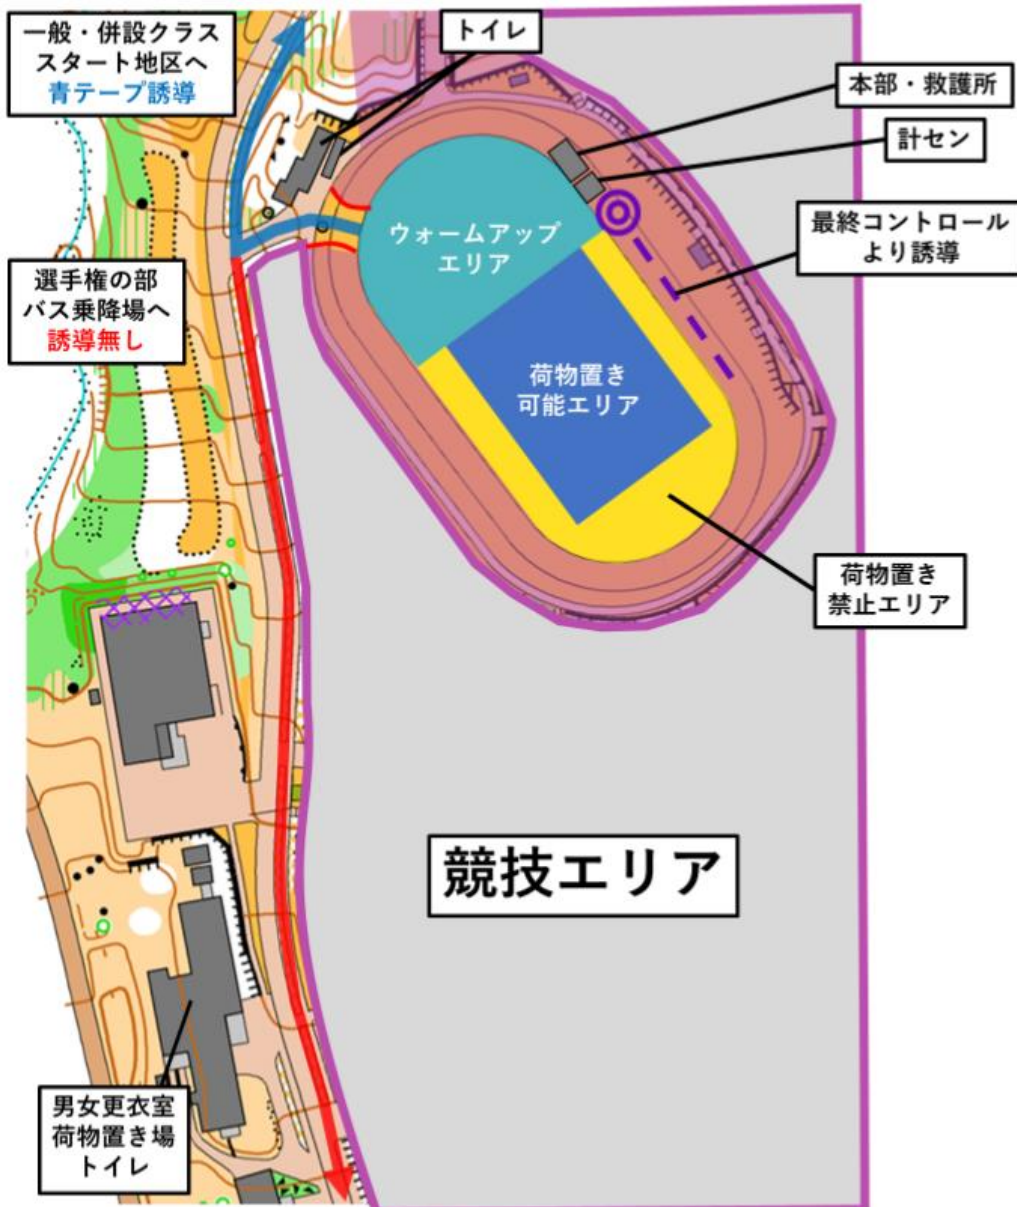 一般・併設クラス
スタート地区へ
青テープ誘導
トイレ
本部・救護所
計セン
最終コントロール
より誘導
ウォームアップ
エリア
選手権の部
バス乗降場へ
誘導無し
荷物置き
可能エリア
荷物置き
禁止エリア
競技エリア
男女更衣室
荷物置き場
トイレ